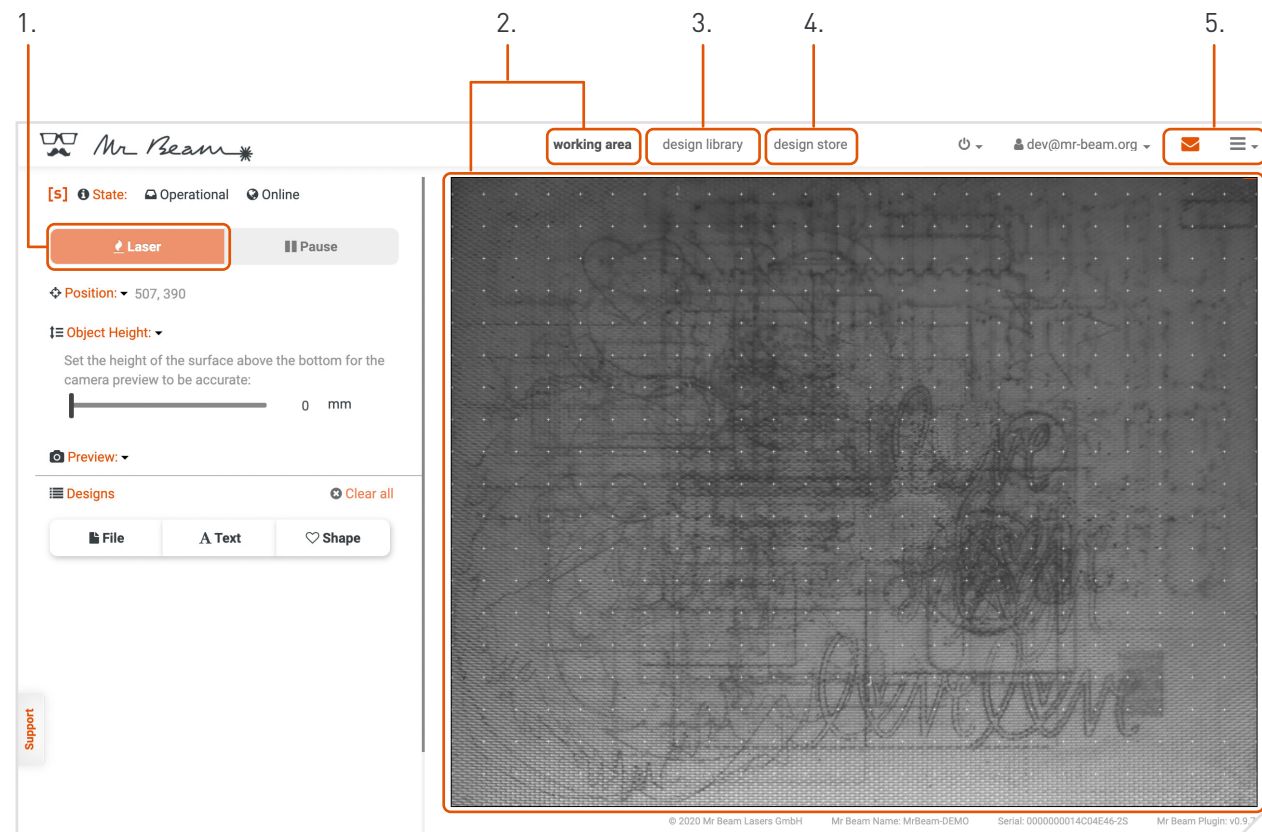 1. 2. 3. 4. 5.
Mr Beam
working area design library design store dev@mr-beam.org
[s] State: Operational Online
Laser Pause
Position: 507, 390
Object Height:
Set the height of the surface above the bottom for the
camera preview to be accurate:
0 mm
Preview:
Designs Clear all
File A Text Shape
Support
© 2020 Mr Beam Lasers GmbH Mr Beam Name: MrBeam-DEMO Serial: 0000000014C04E46-2S Mr Beam Plugin: v0.9.7